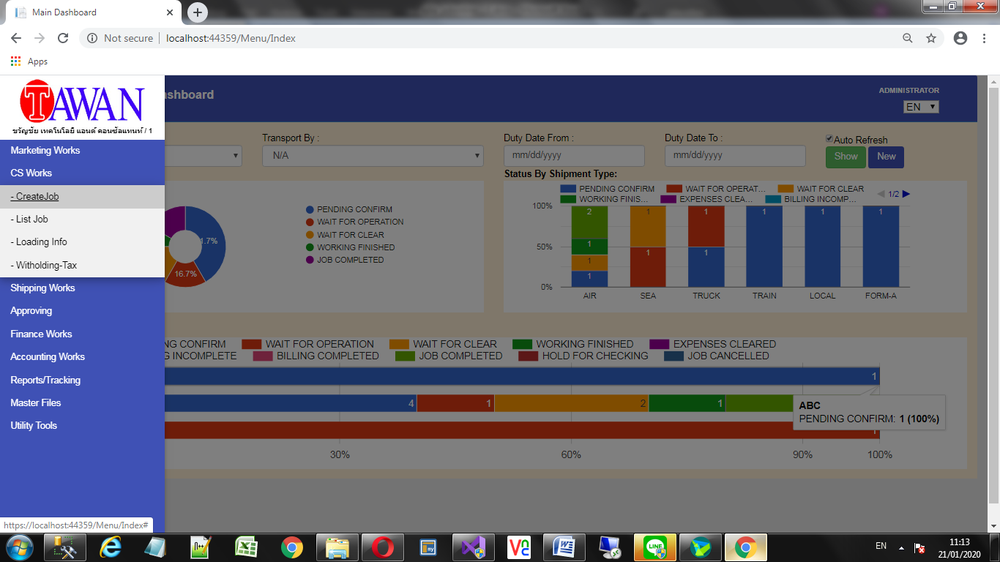 Main Dashboard
Not secure
localhost:44359/Menu/Index
Apps
TAWAN
ขวัญชัย เทคโนโลยี แอนด์ คอนซัลแทนท์ / 1
ashboard
ADMINISTRATOR
EN
Marketing Works
CS Works
- CreateJob
- List Job
- Loading Info
- Witholding-Tax
Shipping Works
Approving
Finance Works
Accounting Works
Reports/Tracking
Master Files
Utility Tools
Transport By :
N/A
Duty Date From :
mm/dd/yyyy
Duty Date To :
mm/dd/yyyy
Auto Refresh
Show
New
1.7%
16.7%
PENDING CONFIRM
WAIT FOR OPERATION
WAIT FOR CLEAR
WORKING FINISHED
JOB COMPLETED
Status By Shipment Type:
PENDING CONFIRM
WAIT FOR OPERAT...
WAIT FOR CLEAR
WORKING FINIS...
EXPENSES CLEA...
BILLING INCOMP...
1/2
100%
50%
0%
2
1
1
1
1
1
1
1
1
1
1
AIR
SEA
TRUCK
TRAIN
LOCAL
FORM-A
NG CONFIRM
WAIT FOR OPERATION
WAIT FOR CLEAR
WORKING FINISHED
EXPENSES CLEARED
G INCOMPLETE
BILLING COMPLETED
JOB COMPLETED
HOLD FOR CHECKING
JOB CANCELLED
1
4
1
2
1
ABC
PENDING CONFIRM: 1 (100%)
1
30%
60%
90%
100%
https://localhost:44359/Menu/Index#
EN
11:13
21/01/2020